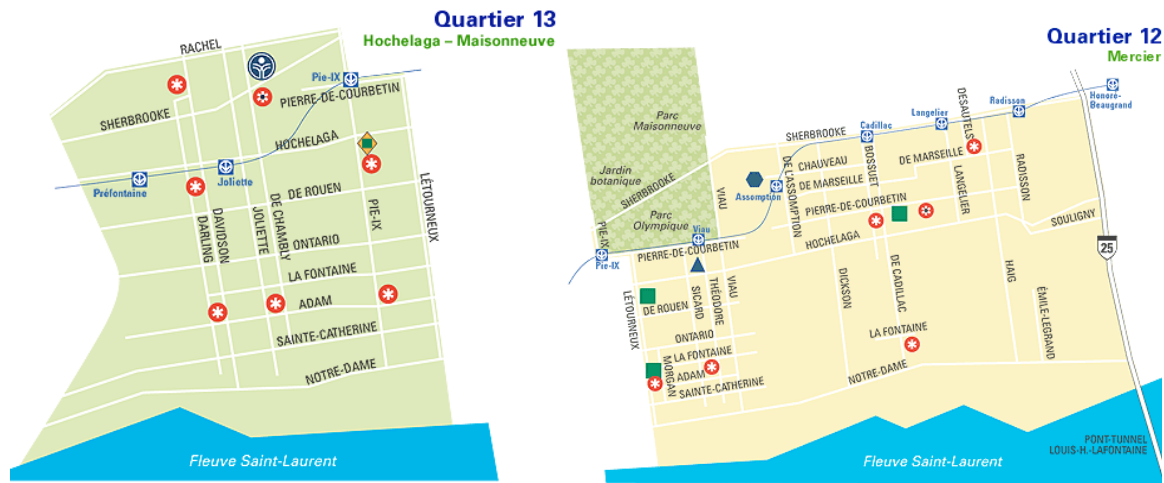 Quartier 13
Hochelaga – Maisonneuve
RACHEL
Pie-IX
PIERRE-DE-COURBETIN
SHERBROOKE
HOCHELAGA
Préfontaine
Joliette
DE ROUEN
LÉTOURNEUX
DAVIDSON
DARLING
DE CHAMBLY
JOLIETTE
PIE-IX
ONTARIO
LA FONTAINE
ADAM
SAINTE-CATHERINE
NOTRE-DAME
Fleuve Saint-Laurent
Quartier 12
Mercier
Honoré-
Beaugrand
Radisson
DESAUTELS
Langelier
Cadillac
Parc
Maisonneuve
SHERBROOKE
CHAUVEAU
DE MARSEILLE
DE MARSEILLE
BOSSUET
DE L'ASSOMPTION
LANGELIER
RADISSON
Jardin
botanique
SHERBROOKE
Assomption
VIAU
PIERRE-DE-COURBETIN
Parc
Olympique
Viau
SOULIGNY
HOCHELAGA
PIE-IX
Pie-IX
PIERRE-DE-COURBETIN
25
DICKSON
DE CADILLAC
HAIG
ÉMILE-LEGRAND
LÉTOURNEUX
DE ROUEN
SICARD
THÉODORE
VIAU
ONTARIO
LA FONTAINE
LA FONTAINE
MORGAN
ADAM
SAINTE-CATHERINE
NOTRE-DAME
PONT-TUNNEL
LOUIS-H.-LAFONTAINE
Fleuve Saint-Laurent